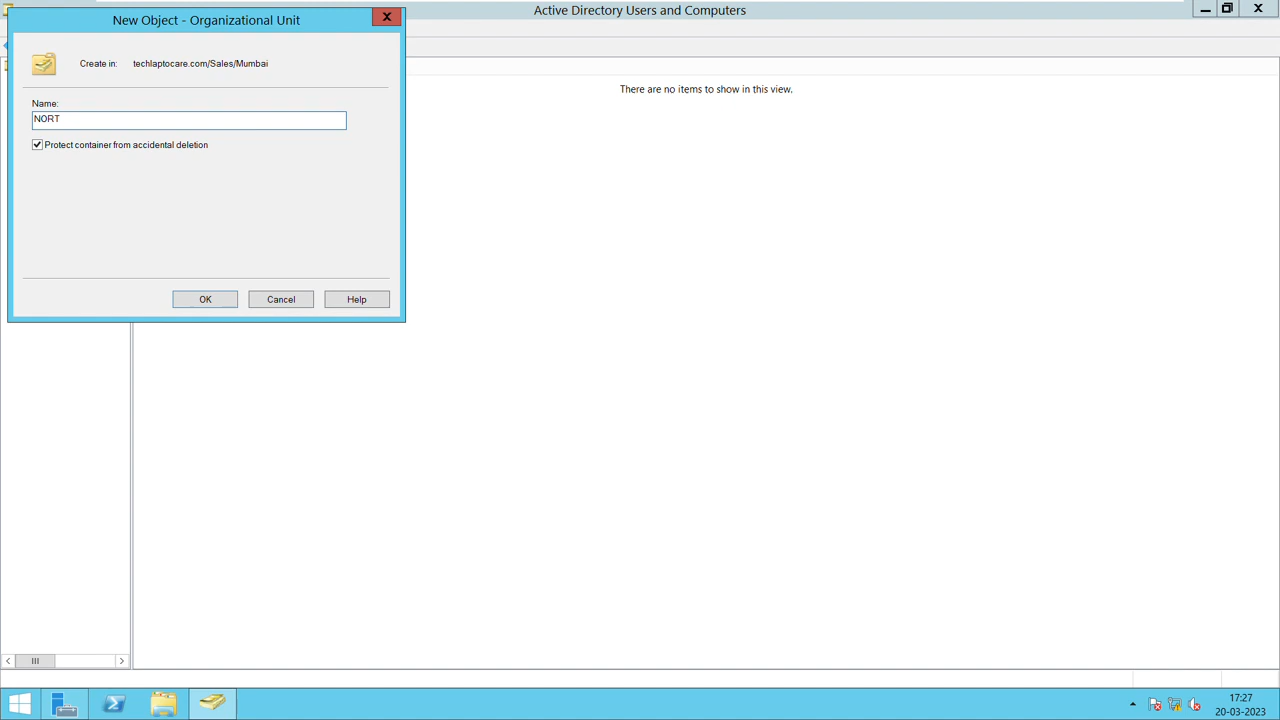 Active Directory Users and Computers
New Object - Organizational Unit
Create in: techlaptocare.com/Sales/Mumbai
Name:
NORT
Protect container from accidental deletion
OK Cancel Help
There are no items to show in this view.
17:27
20-03-2023